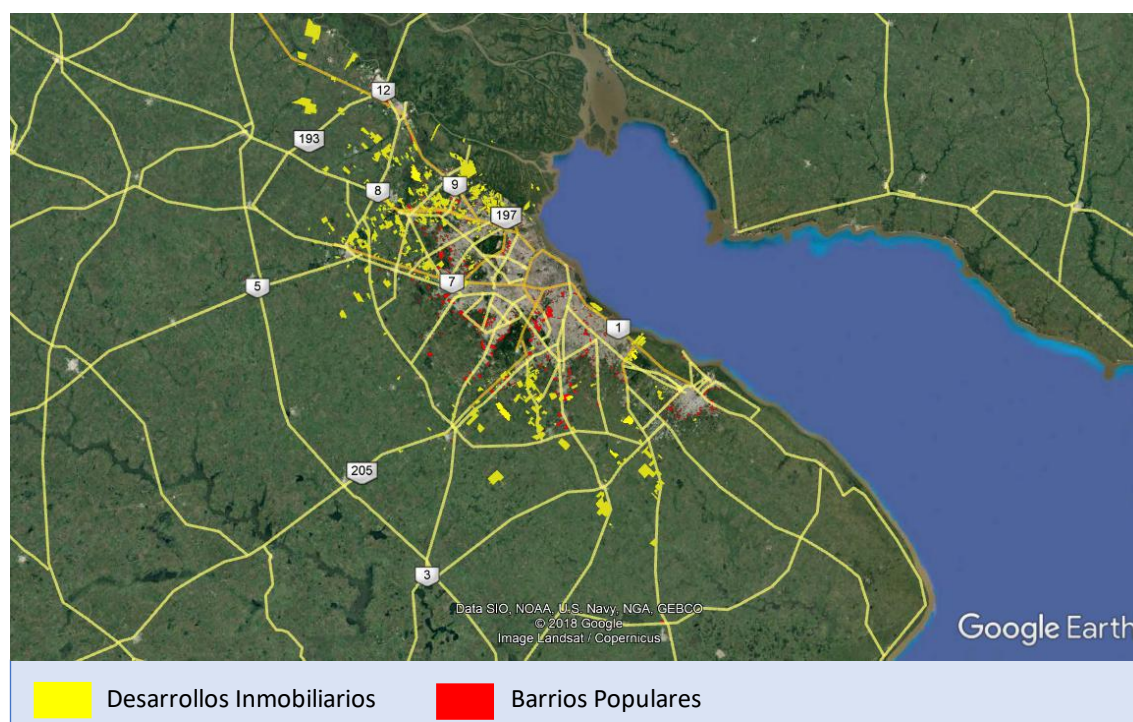 12
193
8
9
197
5
7
1
205
3
Data SIO, NOAA, U.S. Navy, NGA, GEBCO
© 2018 Google
Image Landsat / Copernicus
Google Earth
Desarrollos Inmobiliarios
Barrios Populares